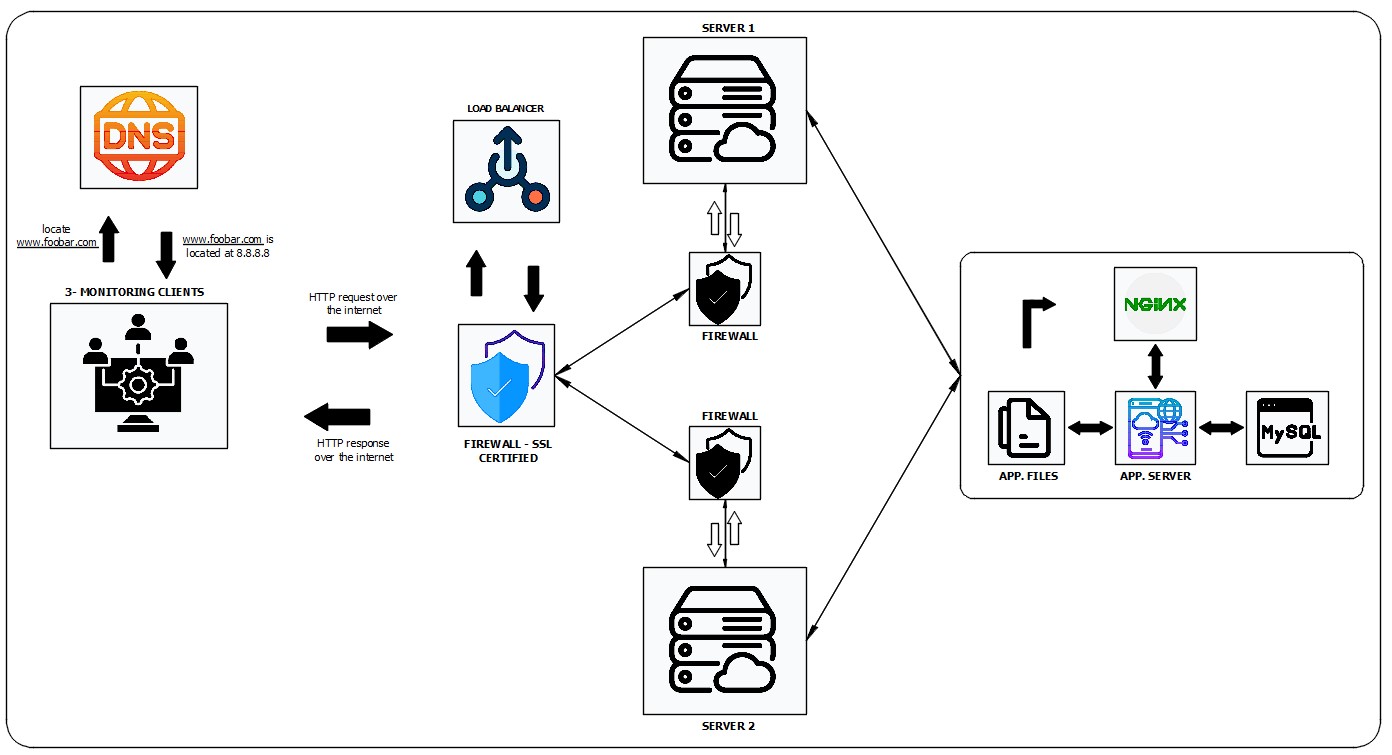 SERVER 1
LOAD BALANCER
DNS
locate
www.foobar.com
www.foobar.com is
located at 8.8.8.8
3- MONITORING CLIENTS
HTTP request over
the internet
HTTP response
over the internet
FIREWALL - SSL
CERTIFIED
FIREWALL
FIREWALL
SERVER 2
NGINX
MySQL
APP. FILES
APP. SERVER